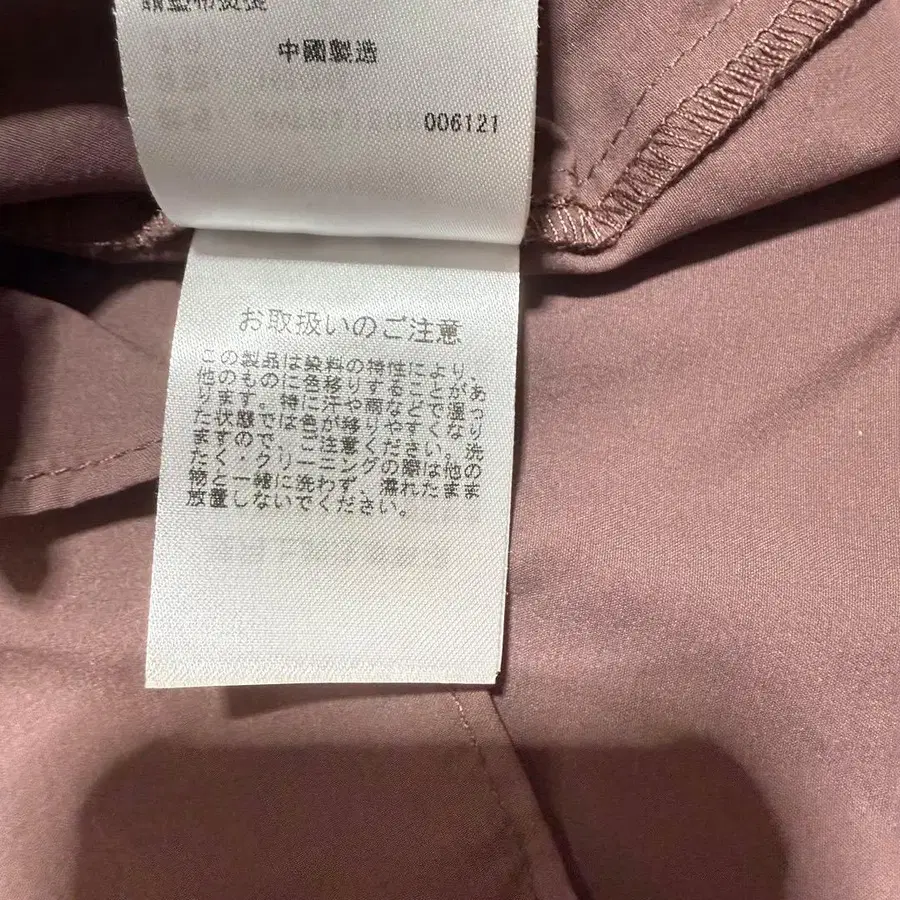 請墊布熨燙
中國製造
006121
お取扱いのご注意
この製品は染料の特性により、
他のものに色移りすることがあ
ります。特に汗や雨などで湿っ
た状態では色が移りやすくなり
ますので、ご注意ください。洗
たく・クリーニングの際は他の
物と一緒に洗わず、濡れたまま
放置しないでください。